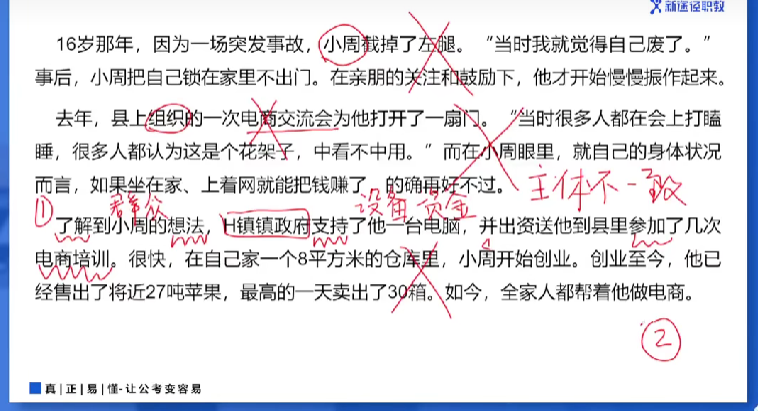 新途径职教
16岁那年，因为一场突发事故，小周截掉了左腿。“当时我就觉得自己废了。”
事后，小周把自己锁在家里不出门。在亲朋的关注和鼓励下，他才开始慢慢振作起来。
去年，县上组织的一次电商交流会为他打开了一扇门。“当时很多人都在会上打瞌
睡，很多人都认为这是个花架子，中看不中用。”而在小周眼里，就自己的身体状况
而言，如果坐在家、上着网就能把钱赚了，的确再好不过。
主体不一致
① 君羊众 设备 资金
了解到小周的想法，H镇镇政府支持了他一台电脑，并出资送他到县里参加了几次
电商培训。很快，在自己家一个8平方米的仓库里，小周开始创业。创业至今，他已
经售出了将近27吨苹果，最高的一天卖出了30箱。如今，全家人都帮着他做电商。
②
真|正|易|懂-让公考变容易